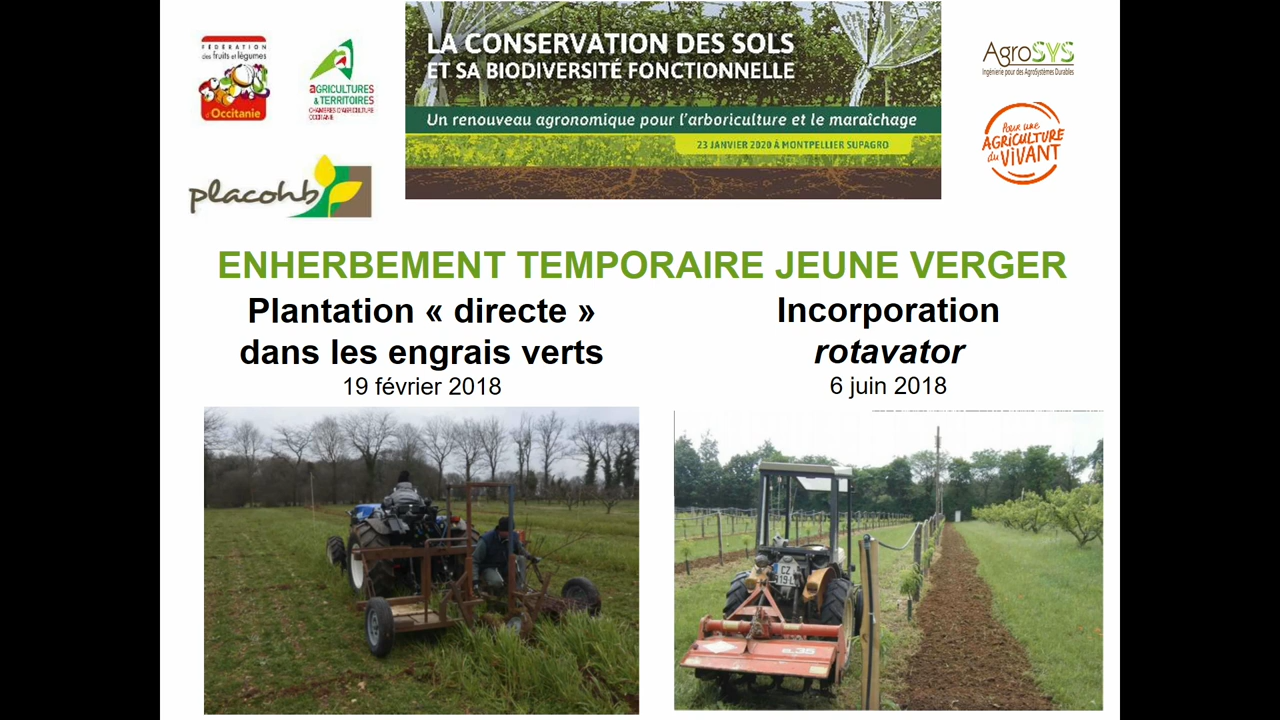 FÉDÉRATION
des fruits et légumes
d'Occitanie
AGRICULTURES
& TERRITOIRES
CHAMBRES D'AGRICULTURE
OCCITANIE
placohb
LA CONSERVATION DES SOLS
ET SA BIODIVERSITÉ FONCTIONNELLE
Un renouveau agronomique pour l'arboriculture et le maraîchage
23 JANVIER 2020 À MONTPELLIER SUPAGRO
AgroSYS
Ingénierie pour des AgroSystèmes Durables
Pour une
AGRICULTURE
du VIVANT
ENHERBEMENT TEMPORAIRE JEUNE VERGER
Plantation « directe »
dans les engrais verts
19 février 2018
Incorporation
rotavator
6 juin 2018